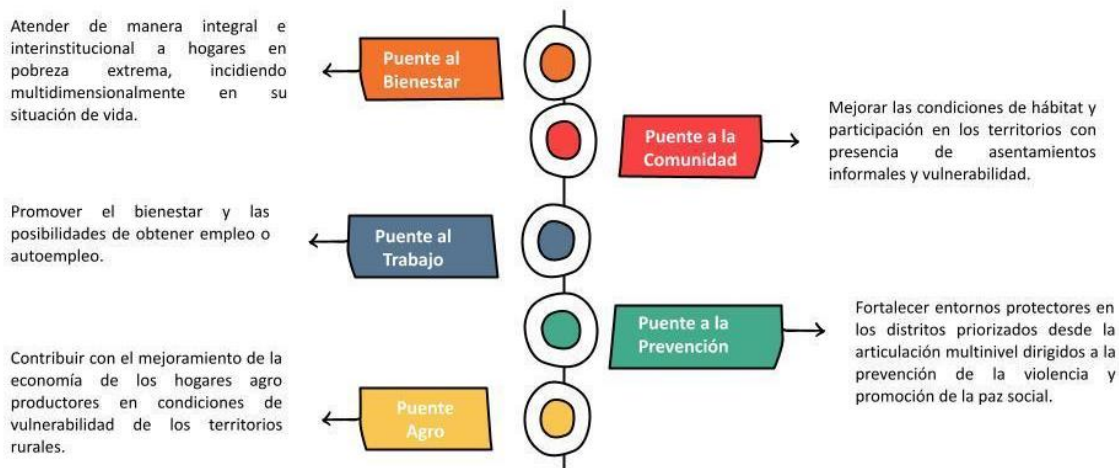 Atender de manera integral e
interinstitucional a hogares en
pobreza extrema, incidiendo
multidimensionalmente en su
situación de vida.
Puente al
Bienestar
Puente a la
Comunidad
Mejorar las condiciones de hábitat y
participación en los territorios con
presencia de asentamientos
informales y vulnerabilidad.
Promover el bienestar y las
posibilidades de obtener empleo o
autoempleo.
Puente al
Trabajo
Puente a la
Prevención
Fortalecer entornos protectores en
los distritos priorizados desde la
articulación multinivel dirigidos a la
prevención de la violencia y
promoción de la paz social.
Contribuir con el mejoramiento de la
economía de los hogares agro
productores en condiciones de
vulnerabilidad de los territorios
rurales.
Puente
Agro